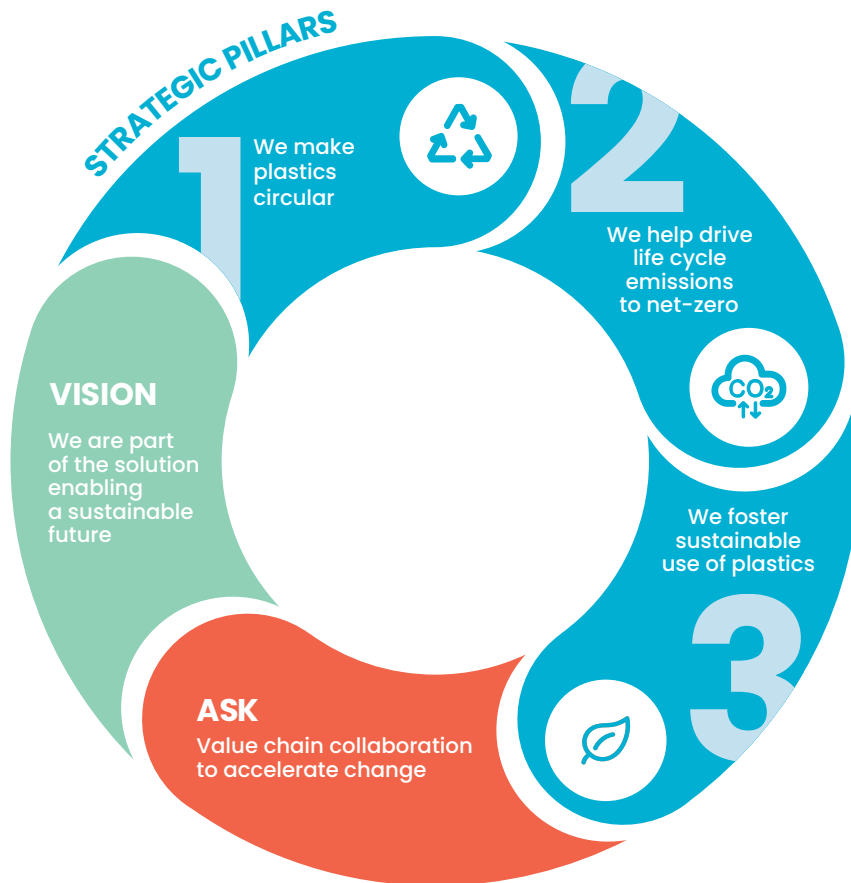 STRATEGIC PILLARS
1
We make
plastics
circular
2
We help drive
life cycle
emissions
to net-zero
CO₂
We foster
sustainable
use of plastics
3
ASK
Value chain collaboration
to accelerate change
VISION
We are part
of the solution
enabling
a sustainable
future